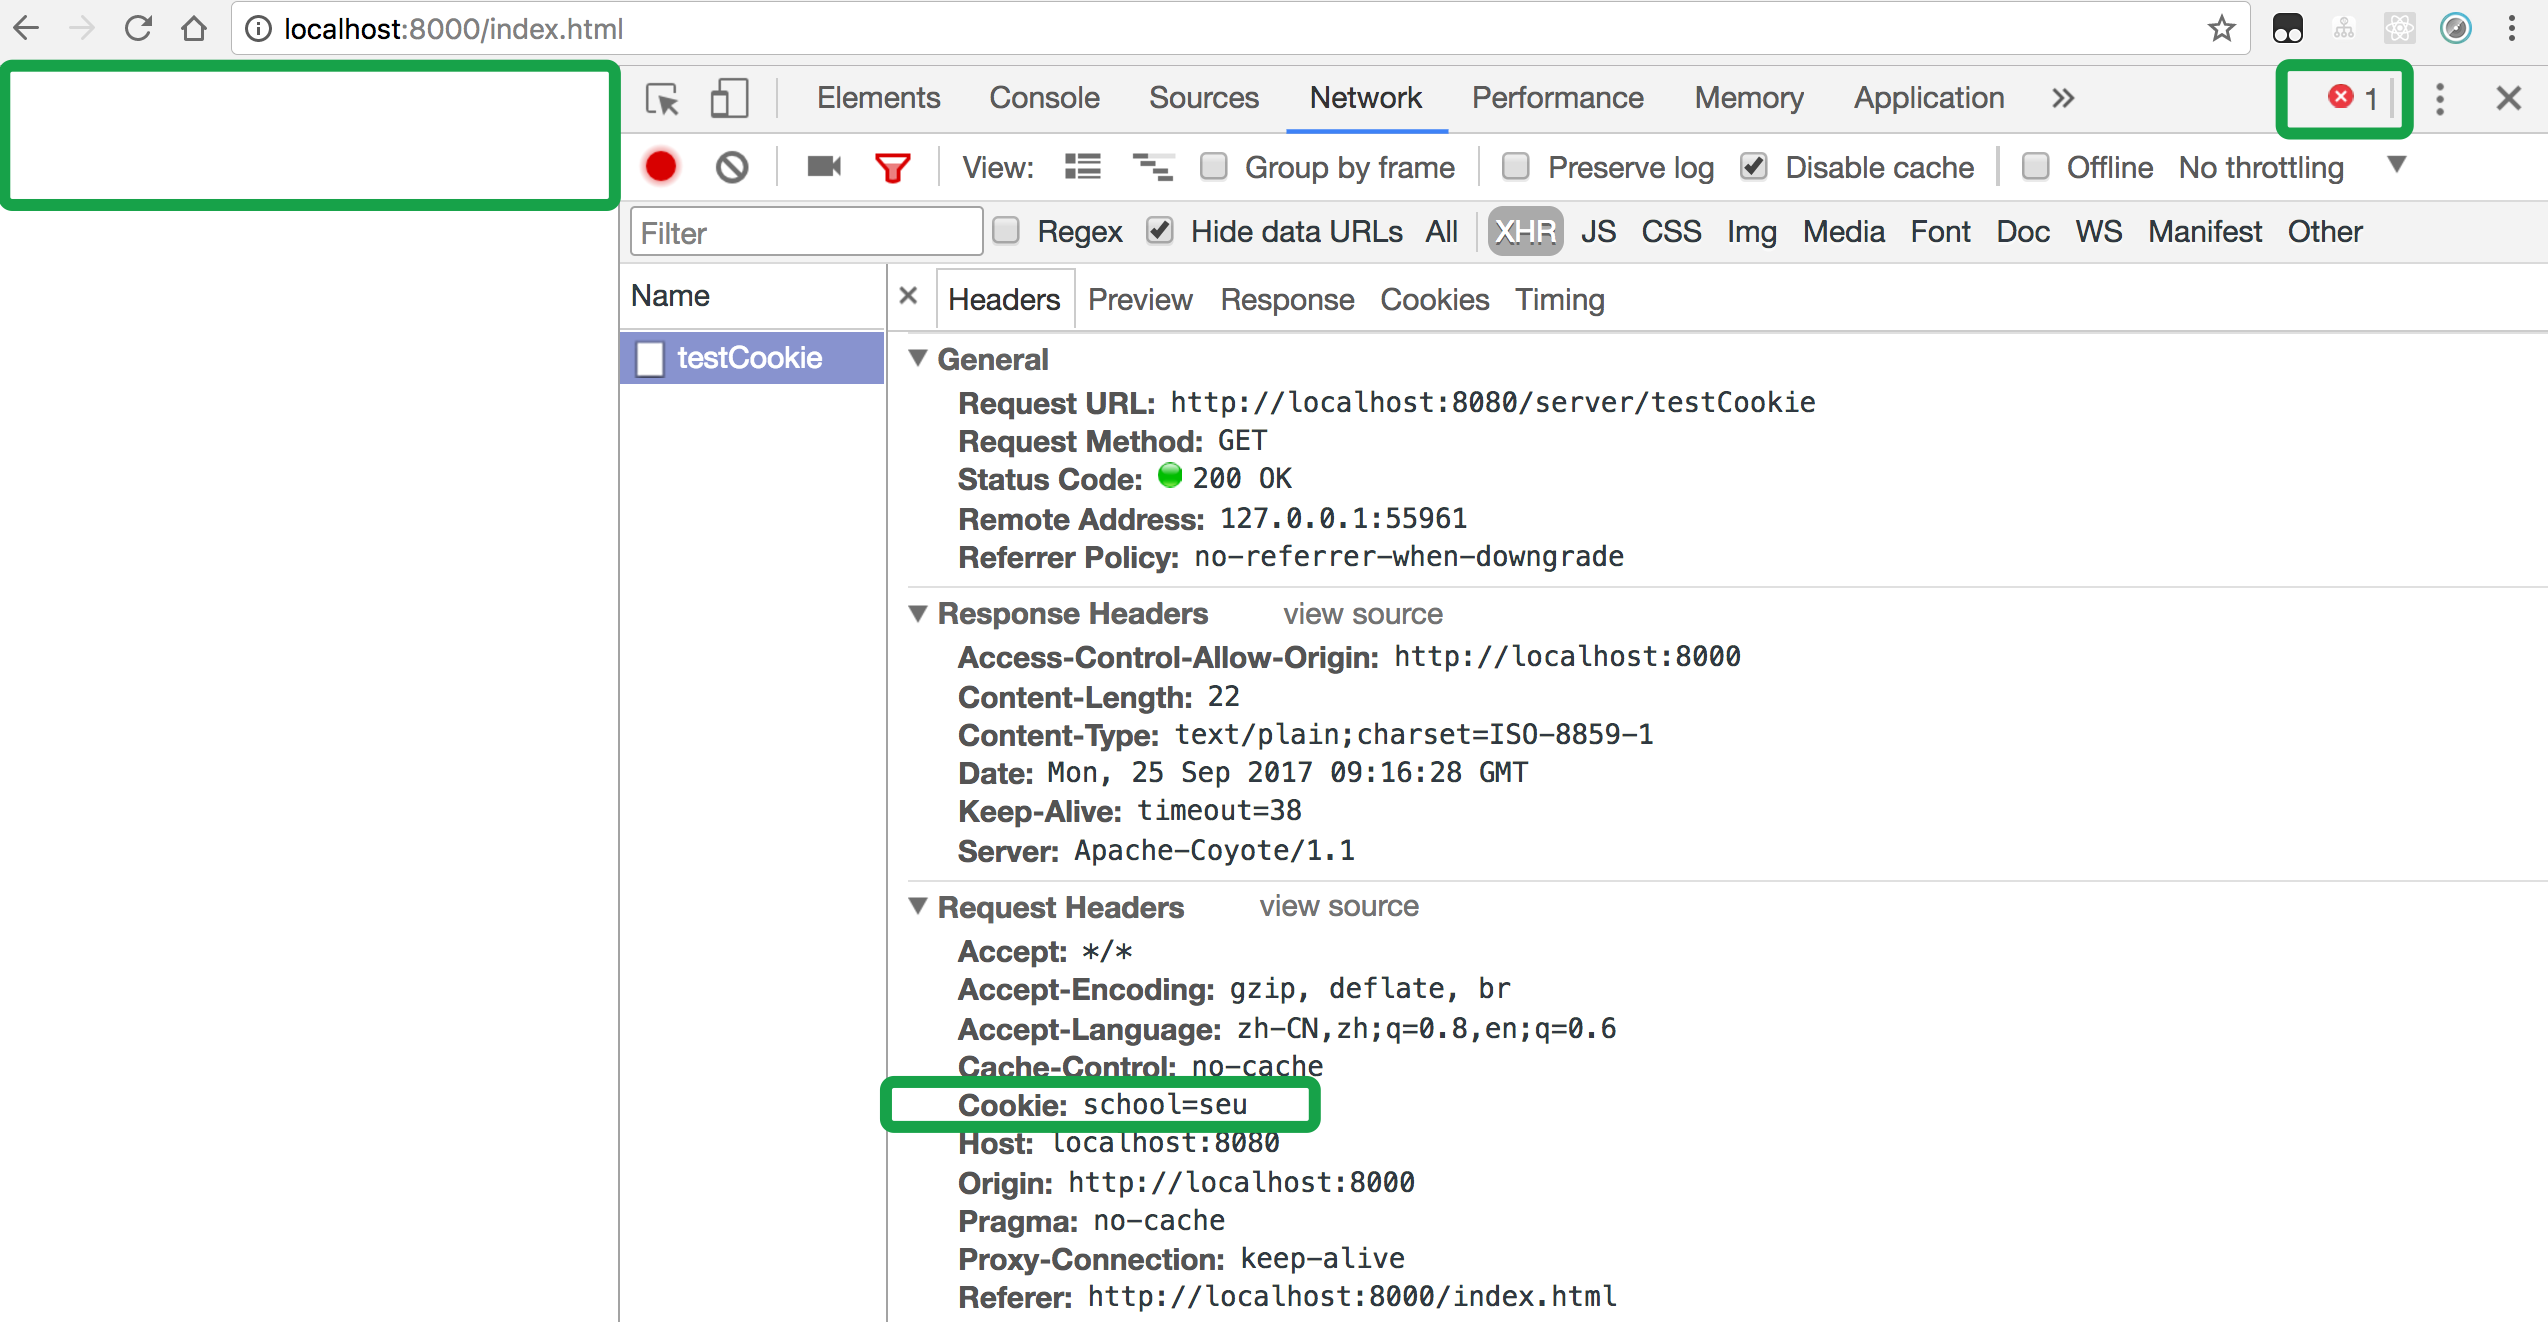 localhost:8000/index.html
Elements Console Sources Network Performance Memory Application » 1
View: Group by frame Preserve log Disable cache Offline No throttling
Filter Regex Hide data URLs All XHR JS CSS Img Media Font Doc WS Manifest Other
Name Headers Preview Response Cookies Timing
testCookie
General
Request URL: http://localhost:8080/server/testCookie
Request Method: GET
Status Code: 200 OK
Remote Address: 127.0.0.1:55961
Referrer Policy: no-referrer-when-downgrade
Response Headers view source
Access-Control-Allow-Origin: http://localhost:8000
Content-Length: 22
Content-Type: text/plain;charset=ISO-8859-1
Date: Mon, 25 Sep 2017 09:16:28 GMT
Keep-Alive: timeout=38
Server: Apache-Coyote/1.1
Request Headers view source
Accept: */*
Accept-Encoding: gzip, deflate, br
Accept-Language: zh-CN,zh;q=0.8,en;q=0.6
Cache-Control: no-cache
Cookie: school=seu
Host: localhost:8080
Origin: http://localhost:8000
Pragma: no-cache
Proxy-Connection: keep-alive
Referer: http://localhost:8000/index.html